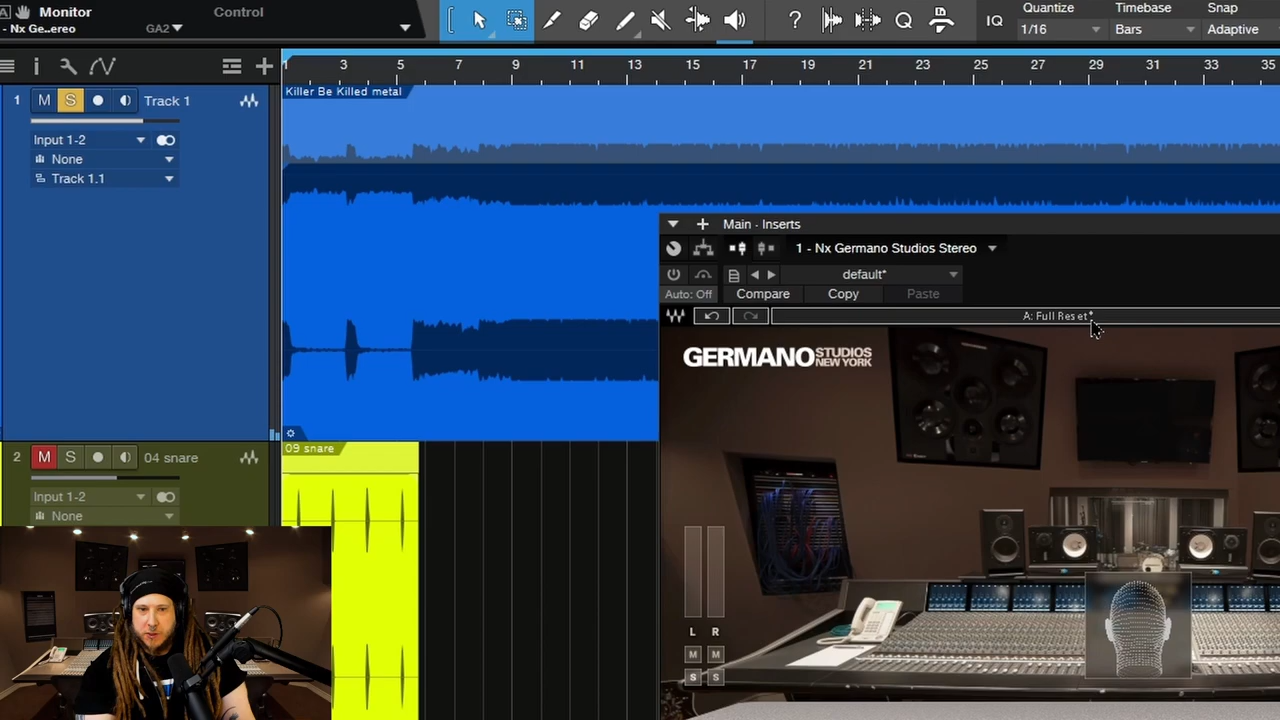 Monitor
Control
- Nx Ge..ereo
GA2
Quantize
Timebase
Snap
IQ
1/16
Bars
Adaptive
1 3 5 7 9 11 13 15 17 19 21 23 25 27 29 31 33 35
1 M S Track 1
Input 1-2
None
Track 1.1
Killer Be Killed metal
2 M S 04 snare
Input 1-2
None
09 snare
Main - Inserts
1 - Nx Germano Studios Stereo
default*
Auto: Off
Compare
Copy
Paste
A: Full Reset*
GERMANO STUDIOS
NEW YORK
L R
M M
S S